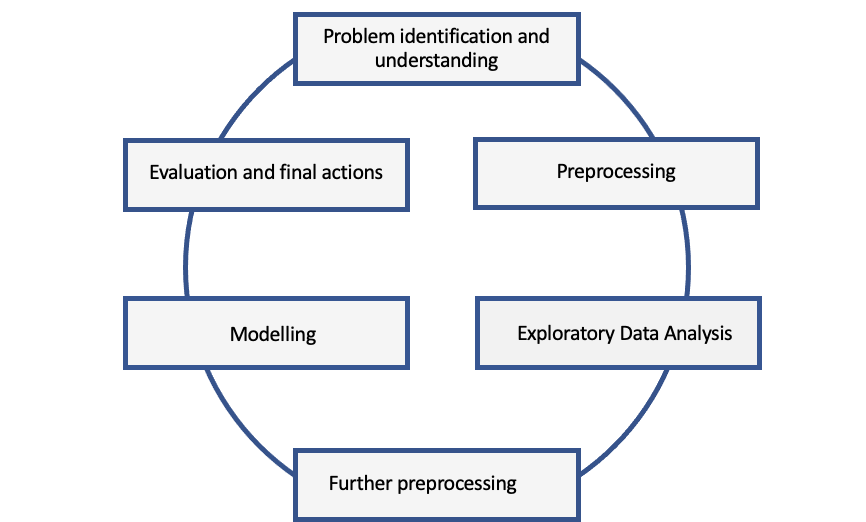 Problem identification and
understanding
Evaluation and final actions
Preprocessing
Modelling
Exploratory Data Analysis
Further preprocessing